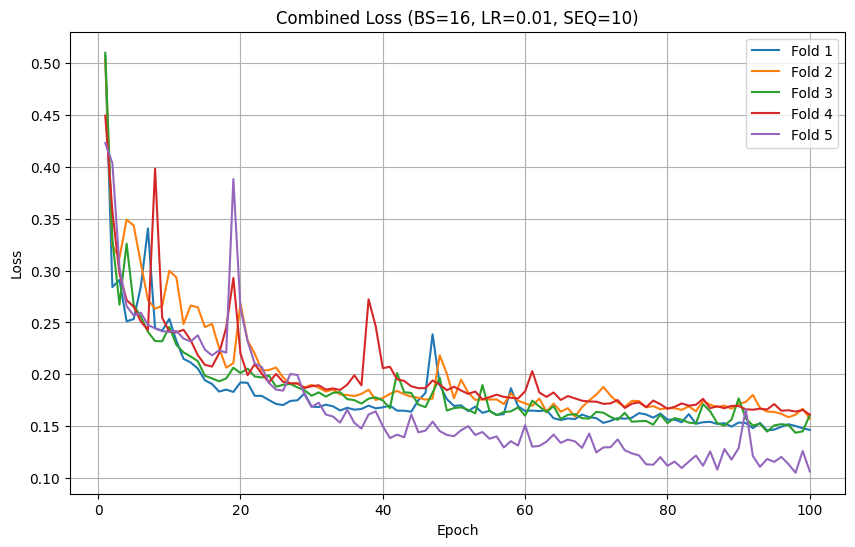 Combined Loss (BS=16, LR=0.01, SEQ=10)
Fold 1
Fold 2
Fold 3
Fold 4
Fold 5
Loss
0.50
0.45
0.40
0.35
0.30
0.25
0.20
0.15
0.10
0
20
40
60
80
100
Epoch